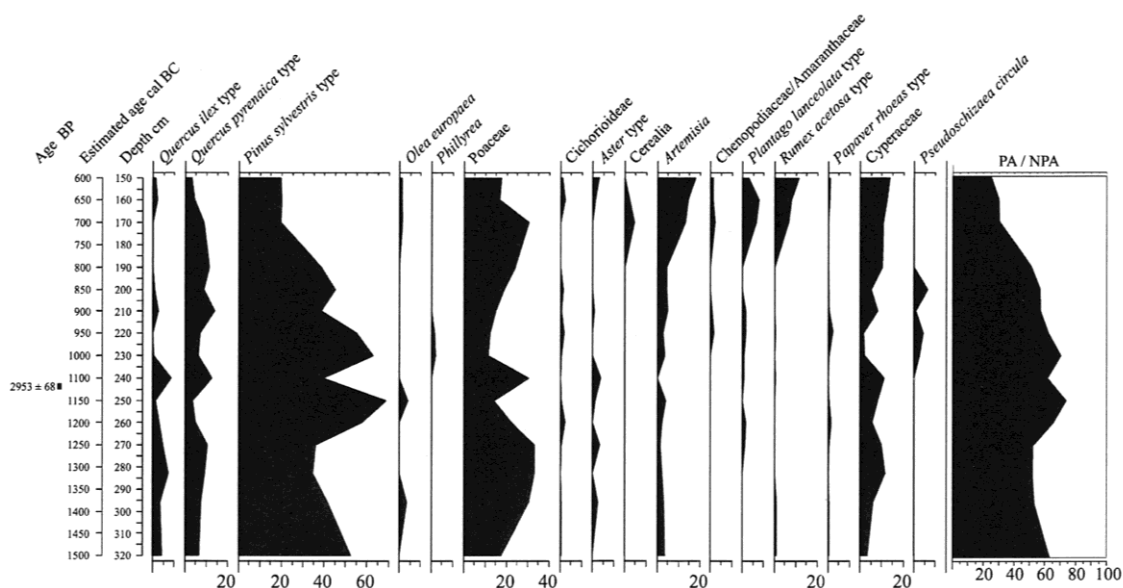 Age BP
Estimated age cal BC
Depth cm
Quercus ilex type
Quercus pyrenaica type
Pinus sylvestris type
Olea europaea
Phillyrea
Poaceae
Cichorioideae
Aster type
Cerealia
Artemisia
Chenopodiaceae/Amaranthaceae
Plantago lanceolata type
Rumex acetosa type
Papaver rhoeas type
Cyperaceae
Pseudoschizaea circula
PA / NPA
600 150
650 160
700 170
750 180
800 190
850 200
900 210
950 220
1000 230
1100 240
2953 ± 68
1150 250
1200 260
1250 270
1300 280
1350 290
1400 300
1450 310
1500 320
20 20 40 60 20 40 20 20 20 20 20 40 60 80 100